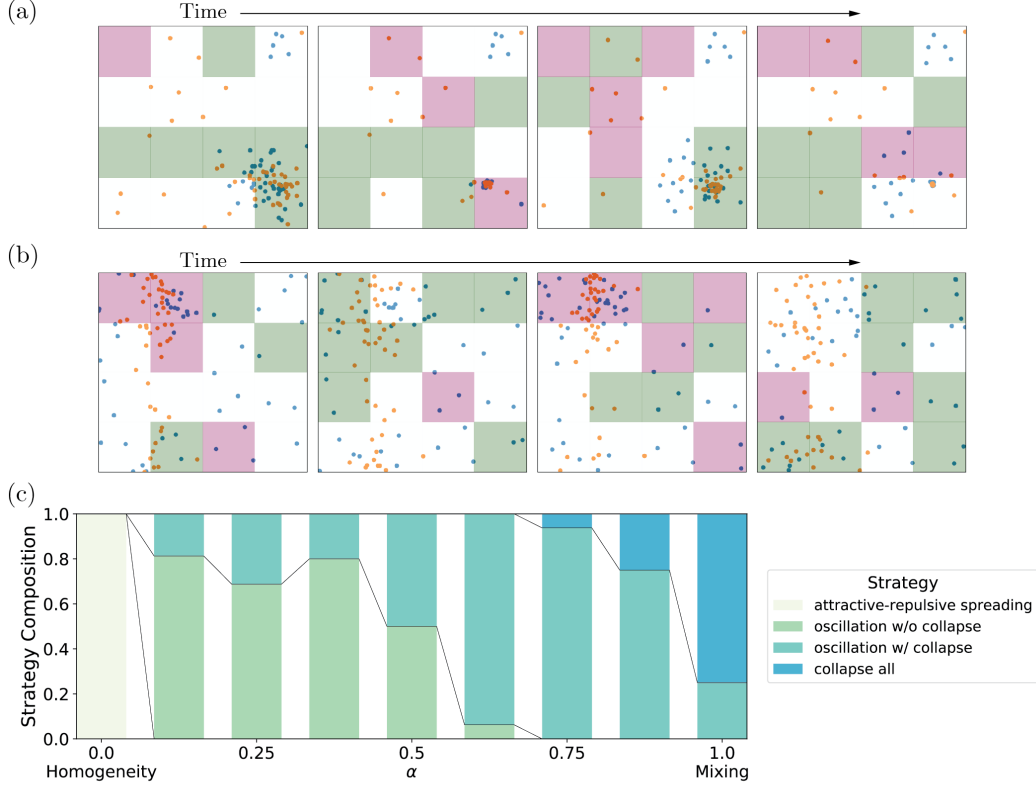 (a)
Time
(b)
Time
(c)
Strategy Composition
1.0
0.8
0.6
0.4
0.2
0.0
0.0 0.25 0.5 0.75 1.0
Homogeneity α Mixing
Strategy
attractive-repulsive spreading
oscillation w/o collapse
oscillation w/ collapse
collapse all